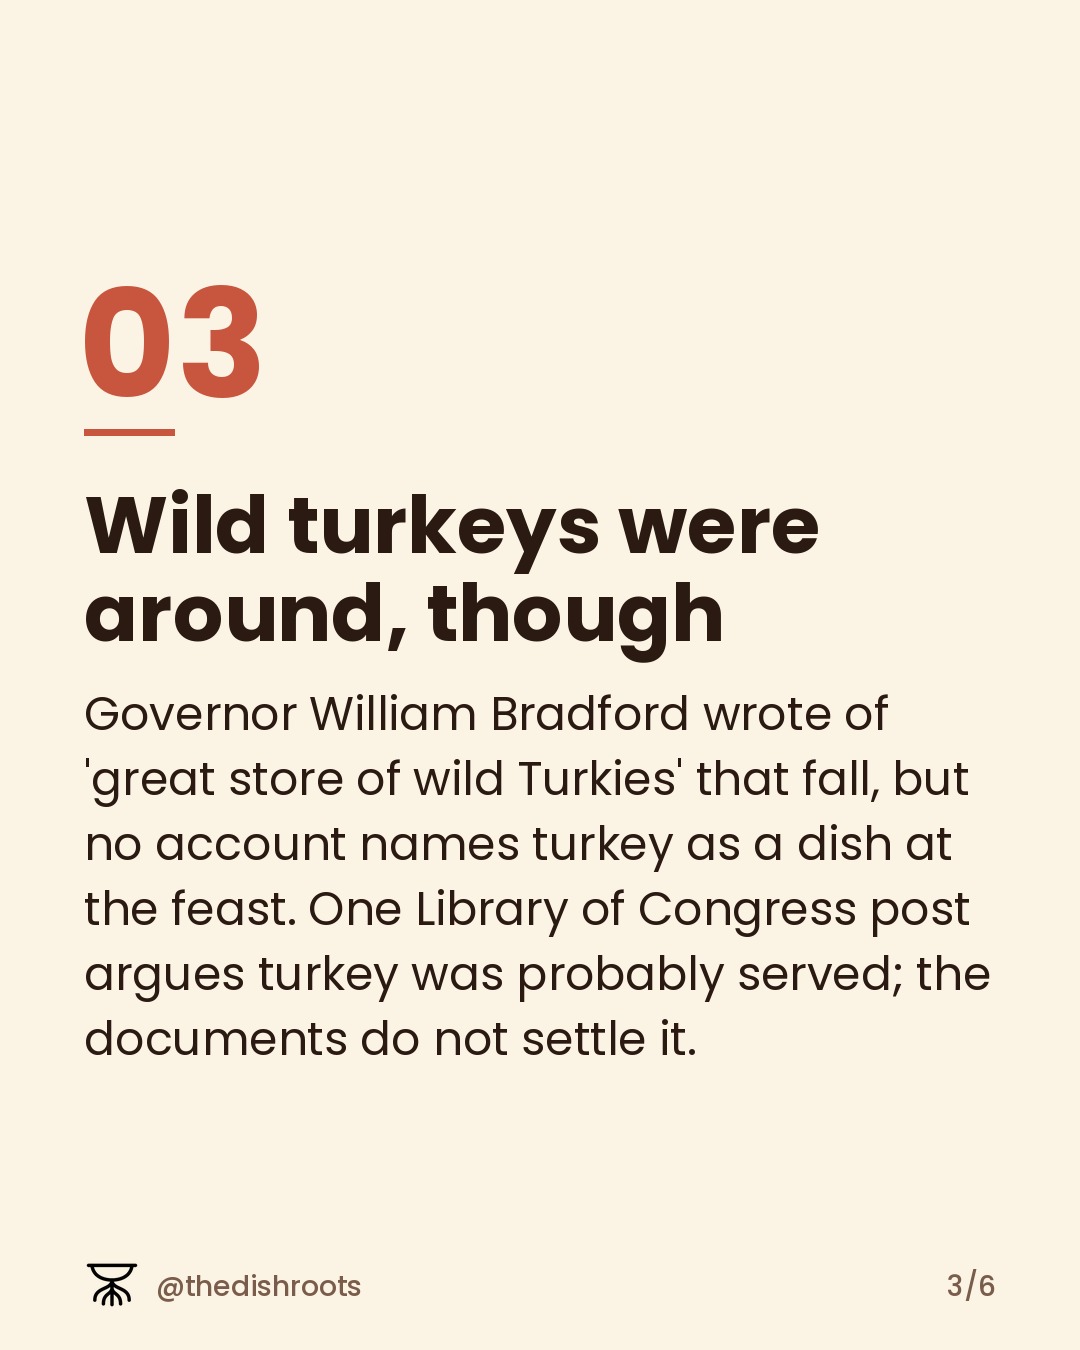 03
Wild turkeys were
around, though
Governor William Bradford wrote of
'great store of wild Turkies' that fall, but
no account names turkey as a dish at
the feast. One Library of Congress post
argues turkey was probably served; the
documents do not settle it.
@thedishroots
3/6